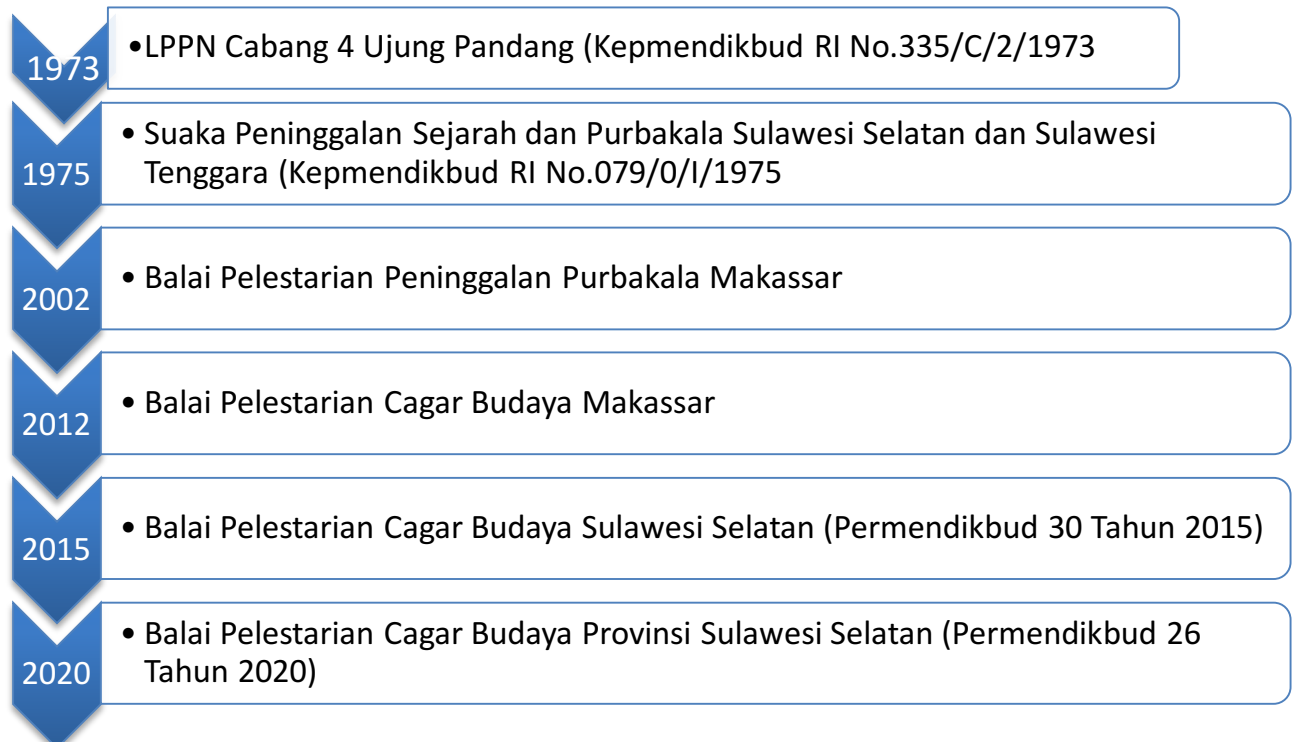 1973
•LPPN Cabang 4 Ujung Pandang (Kepmendikbud RI No.335/C/2/1973
1975
• Suaka Peninggalan Sejarah dan Purbakala Sulawesi Selatan dan Sulawesi
Tenggara (Kepmendikbud RI No.079/0/I/1975
2002
• Balai Pelestarian Peninggalan Purbakala Makassar
2012
• Balai Pelestarian Cagar Budaya Makassar
2015
• Balai Pelestarian Cagar Budaya Sulawesi Selatan (Permendikbud 30 Tahun 2015)
2020
• Balai Pelestarian Cagar Budaya Provinsi Sulawesi Selatan (Permendikbud 26
Tahun 2020)